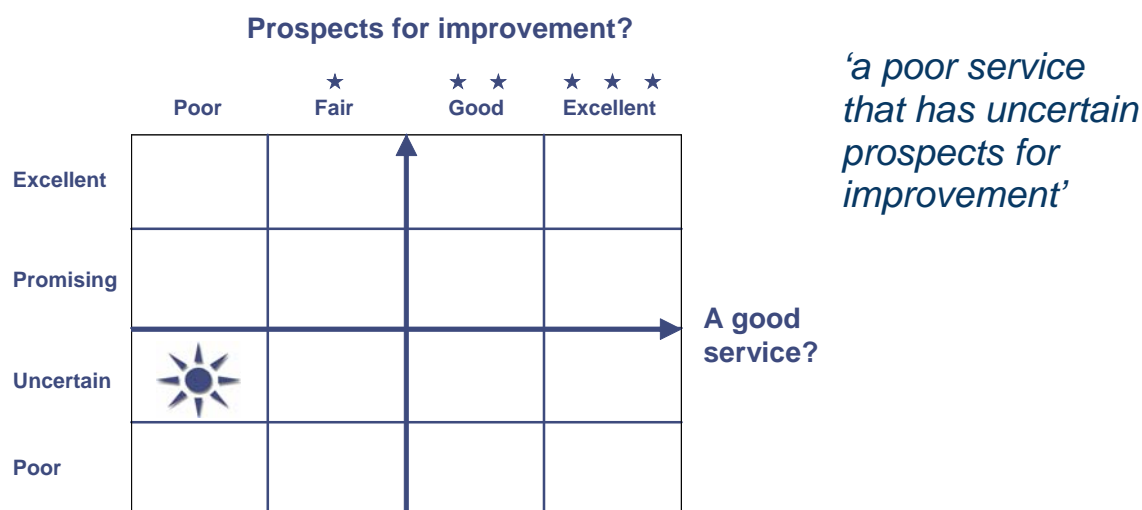 Prospects for improvement?
Poor Fair Good Excellent
Excellent
Promising
Uncertain
Poor
A good
service?
‘a poor service
that has uncertain
prospects for
improvement’